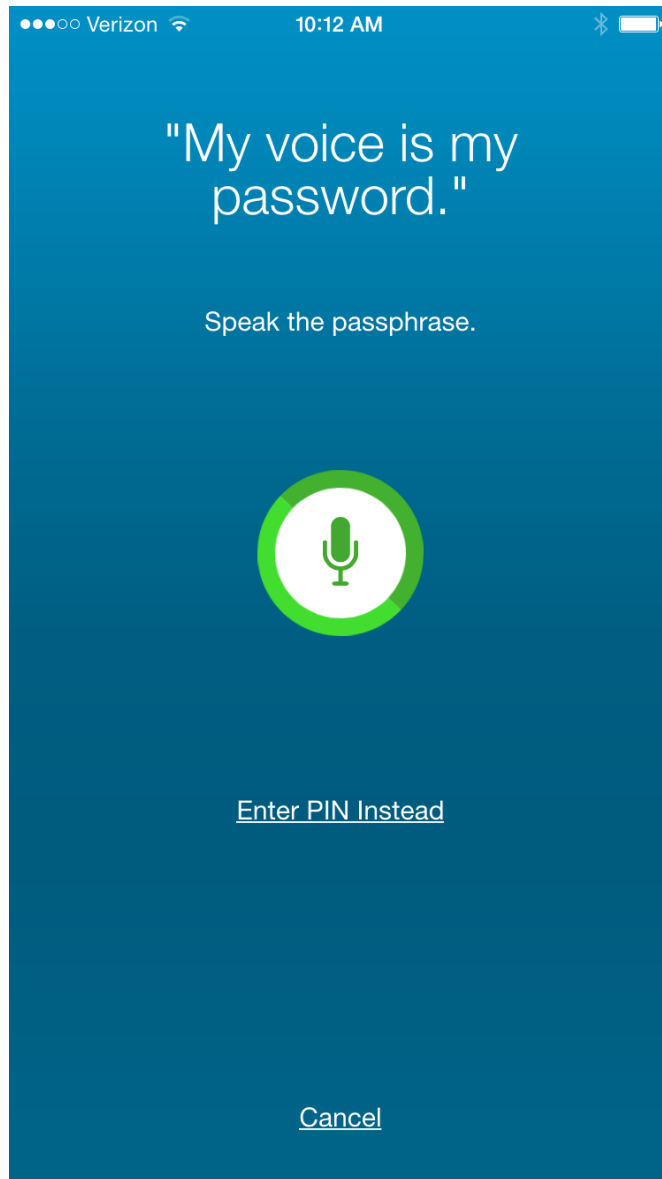 Verizon 10:12 AM
"My voice is my
password."
Speak the passphrase.
Enter PIN Instead
Cancel